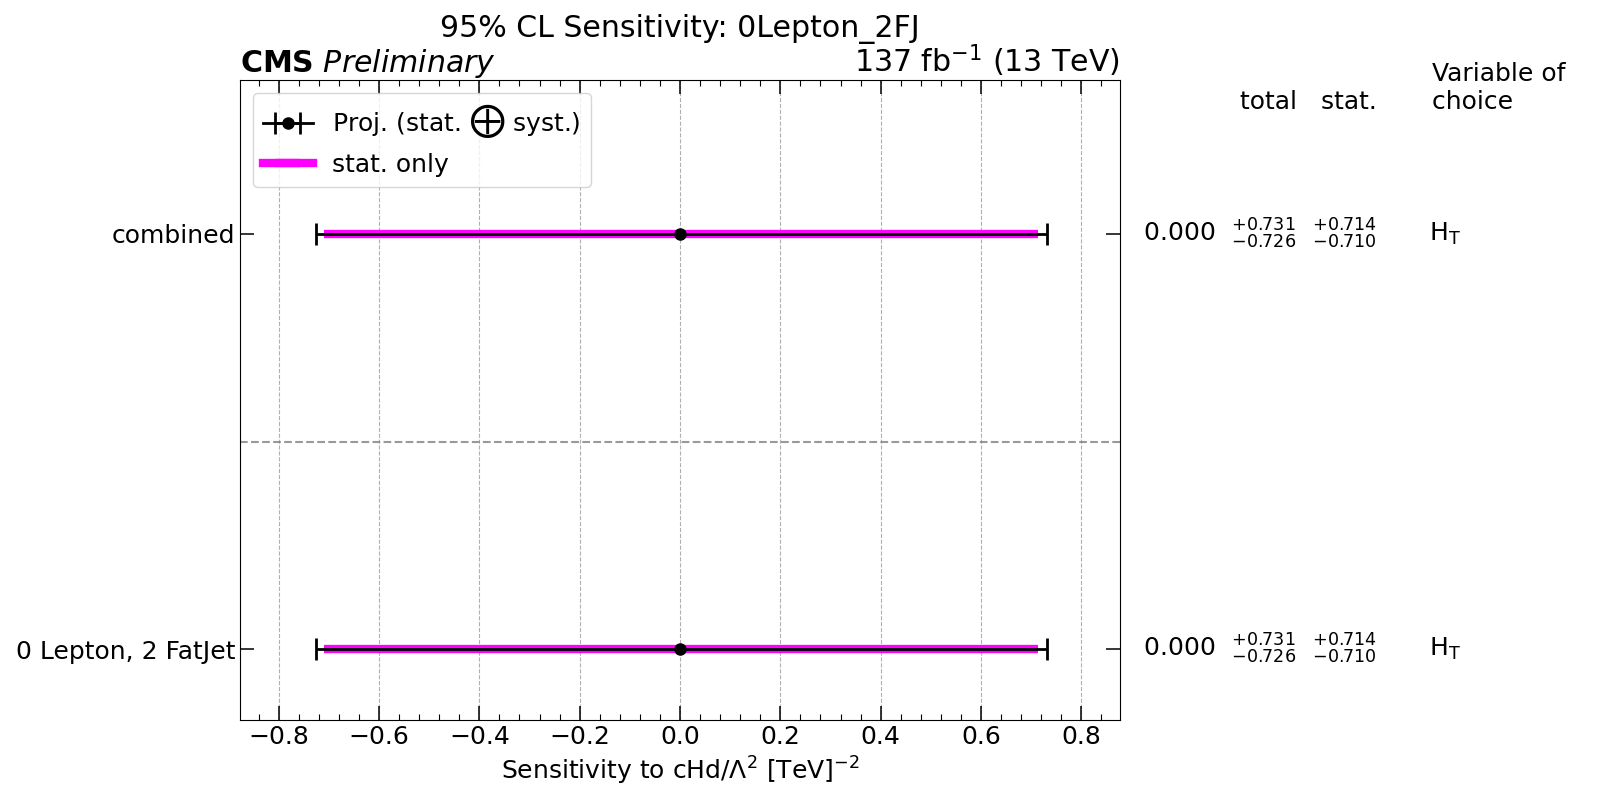 95% CL Sensitivity: 0Lepton_2FJ
CMS Preliminary 137 fb⁻¹ (13 TeV)
total stat. Variable of choice
Proj. (stat. ⊕ syst.)
stat. only
combined 0.000 +0.731 −0.726 +0.714 −0.710 H_T
0 Lepton, 2 FatJet 0.000 +0.731 −0.726 +0.714 −0.710 H_T
−0.8 −0.6 −0.4 −0.2 0.0 0.2 0.4 0.6 0.8
Sensitivity to cHd/Λ² [TeV]⁻²